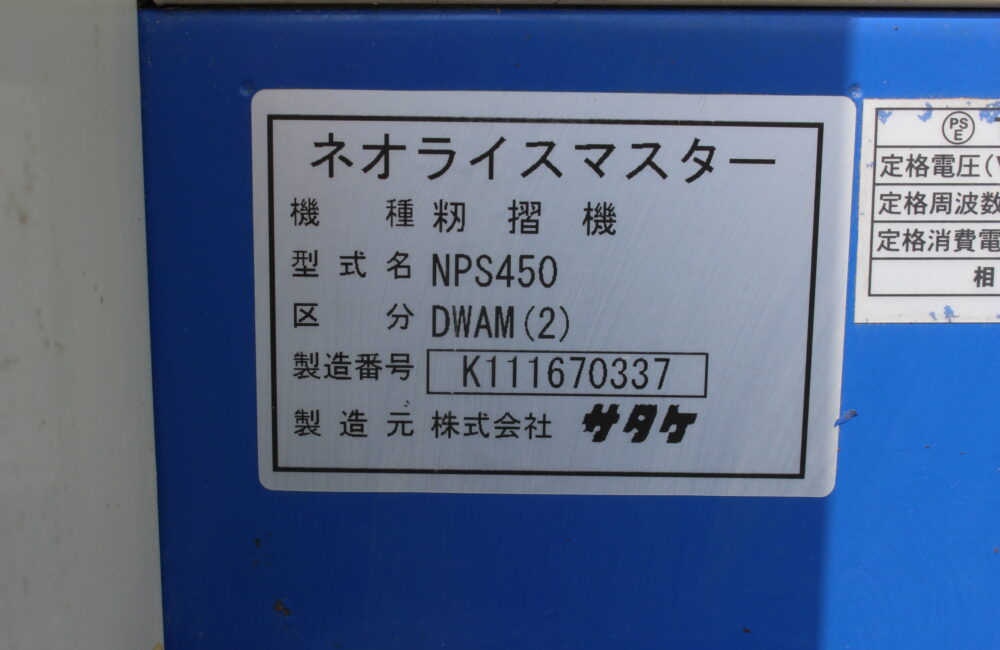 ネオライスマスター
機種 籾摺機
型式名 NPS450
区分 DWAM(2)
製造番号 K111670337
製造元 株式会社 サタケ
PS
E
定格電圧(V
定格周波数
定格消費電
相